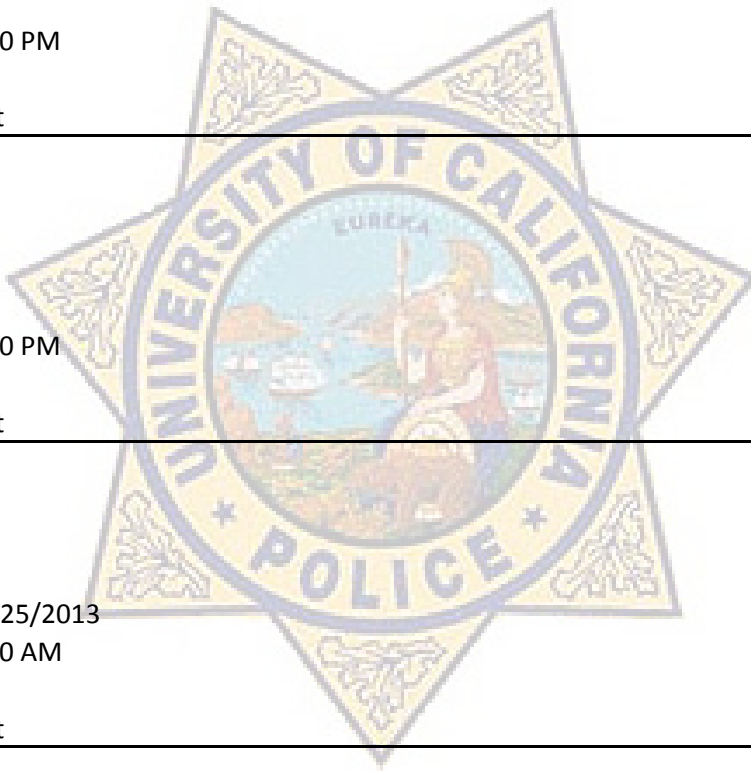 0 PM
t
UNIVERSITY OF CALIFORNIA
EUREKA
0 PM
t
POLICE
25/2013
0 AM
t